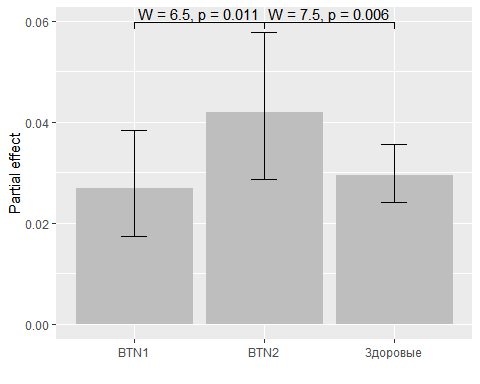 W = 6.5, p = 0.011
W = 7.5, p = 0.006
Partial effect
0.06
0.04
0.02
0.00
BTN1
BTN2
Здоровые